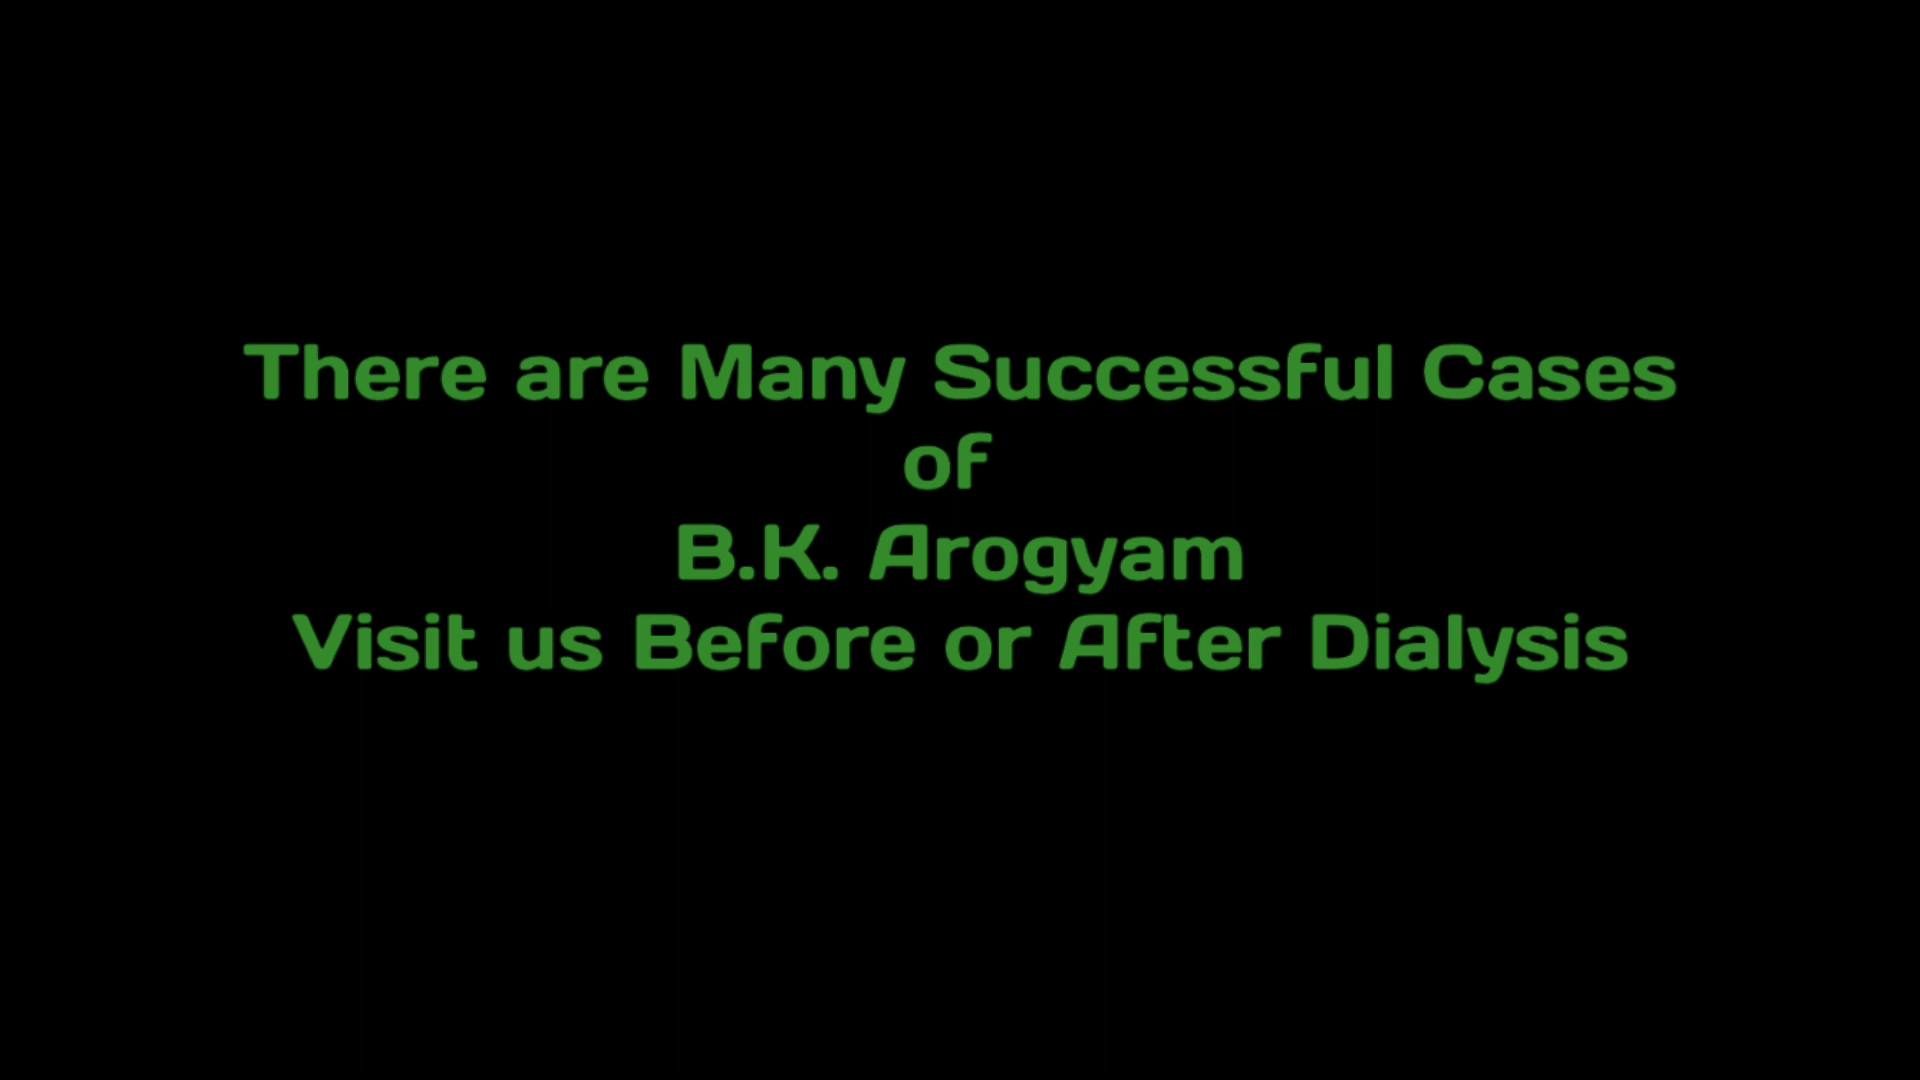 There are Many Successful Cases
of
B.K. Arogyam
Visit us Before or After Dialysis